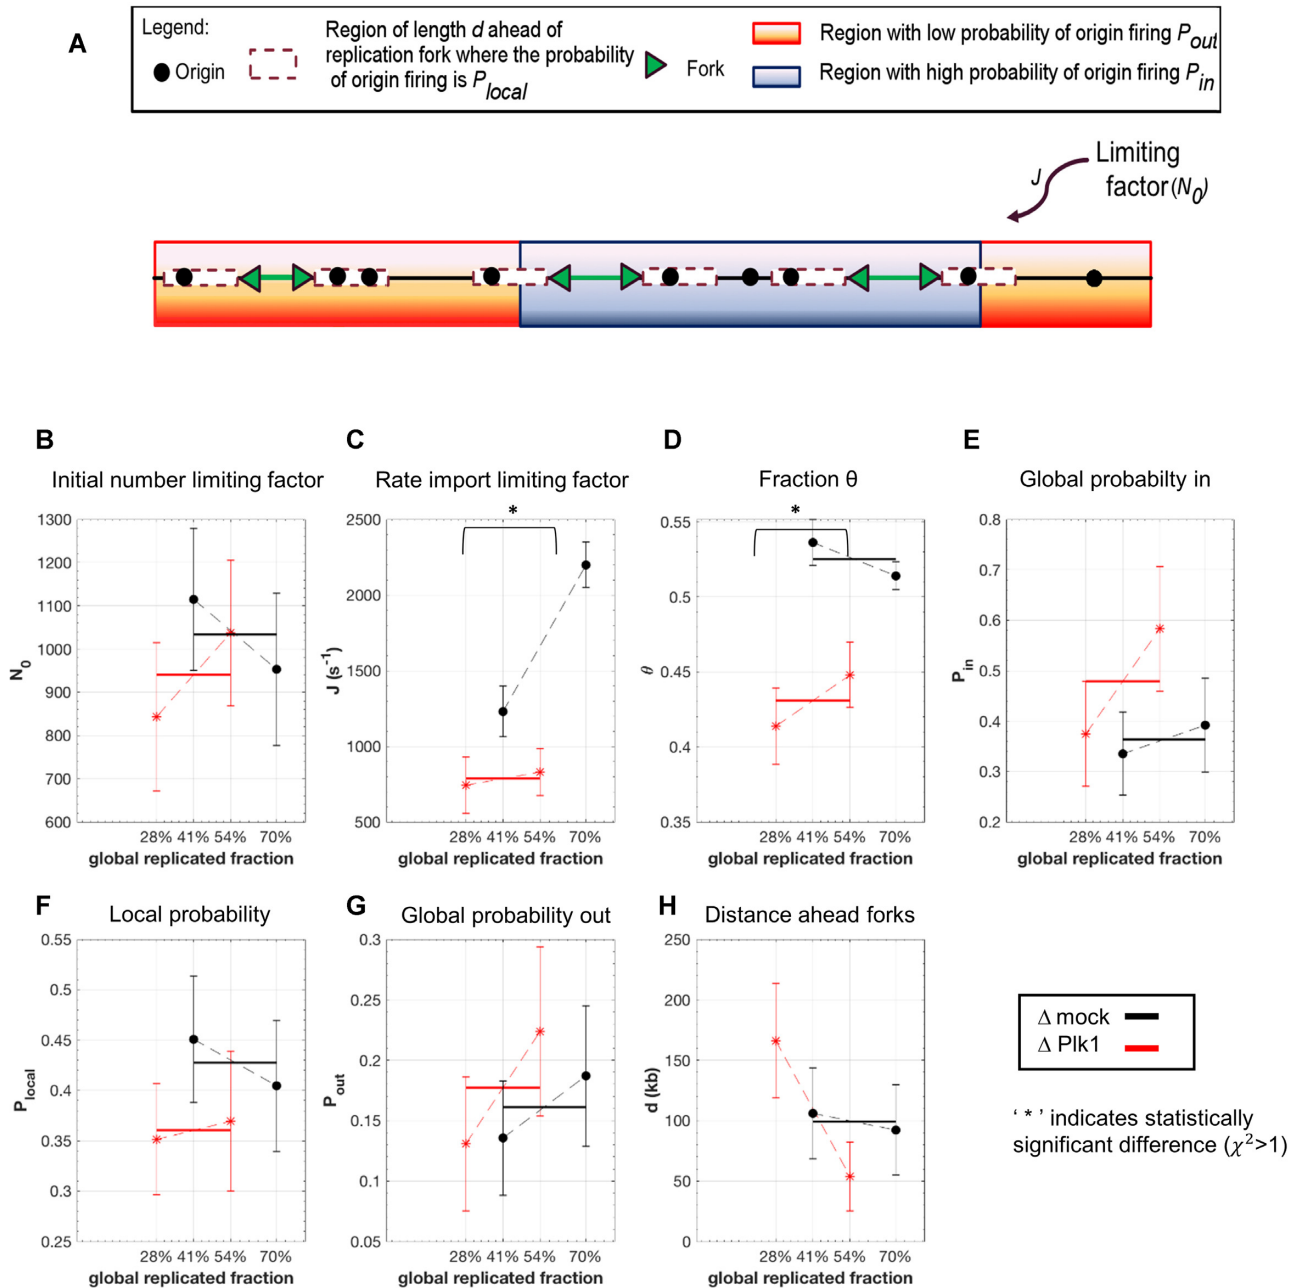 A
Legend:
Origin
Region of length d ahead of
replication fork where the probability
of origin firing is P_local
Fork
Region with low probability of origin firing P_out
Region with high probability of origin firing P_in
J
Limiting
factor (N_0)
B
Initial number limiting factor
1300
1200
1100
1000
900
800
700
600
N_0
28% 41% 54% 70%
global replicated fraction
C
Rate import limiting factor
*
2500
2000
1500
1000
500
J (s⁻¹)
28% 41% 54% 70%
global replicated fraction
D
Fraction θ
*
0.55
0.5
0.45
0.4
0.35
θ
28% 41% 54% 70%
global replicated fraction
E
Global probabilty in
0.8
0.7
0.6
0.5
0.4
0.3
0.2
P_in
28% 41% 54% 70%
global replicated fraction
F
Local probability
0.55
0.5
0.45
0.4
0.35
0.3
0.25
P_local
28% 41% 54% 70%
global replicated fraction
G
Global probability out
0.3
0.25
0.2
0.15
0.1
0.05
P_out
28% 41% 54% 70%
global replicated fraction
H
Distance ahead forks
250
200
150
100
50
0
d (kb)
28% 41% 54% 70%
global replicated fraction
Δ mock
Δ Plk1
‘ * ’ indicates statistically
significant difference (χ²>1)